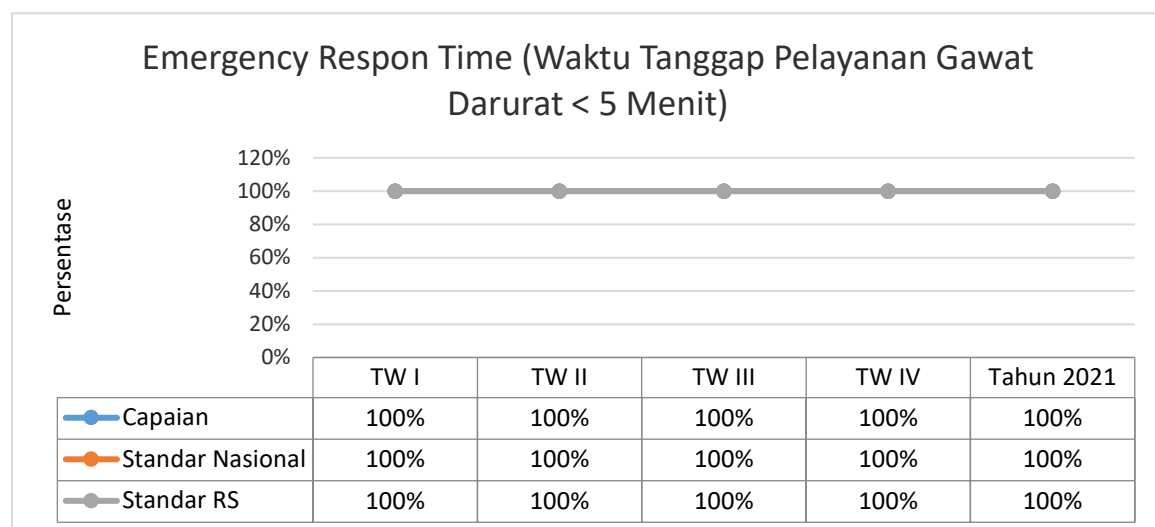 Emergency Respon Time (Waktu Tanggap Pelayanan Gawat
Darurat < 5 Menit)
Persentase
120%
100%
80%
60%
40%
20%
0%
TW I TW II TW III TW IV Tahun 2021
Capaian 100% 100% 100% 100% 100%
Standar Nasional 100% 100% 100% 100% 100%
Standar RS 100% 100% 100% 100% 100%